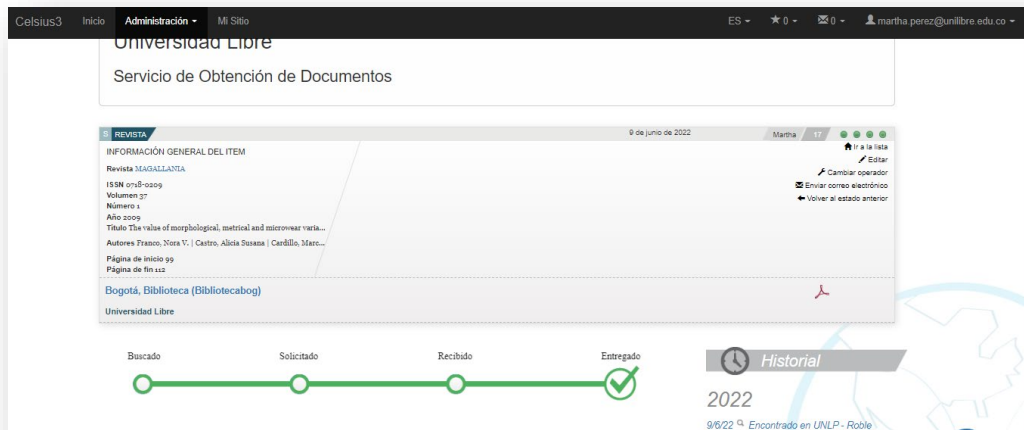 Celsius3 Inicio Administración Mi Sitio ES 0 0 martha.perez@unilibre.edu.co
Universidad Libre
Servicio de Obtención de Documentos
S REVISTA 9 de junio de 2022 Martha 17
INFORMACIÓN GENERAL DEL ITEM
Ir a la lista
Editar
Revista MAGALLANIA
Cambiar operador
ISSN 0718-0209
Enviar correo electrónico
Volumen 37
Volver al estado anterior
Número 1
Año 2009
Título The value of morphological, metrical and microwear varia...
Autores Franco, Nora V. | Castro, Alicia Susana | Cardillo, Marc...
Página de inicio 99
Página de fin 112
Bogotá, Biblioteca (Bibliotecabog)
Universidad Libre
Buscado Solicitado Recibido Entregado
Historial
2022
9/6/22 Encontrado en UNLP - Roble